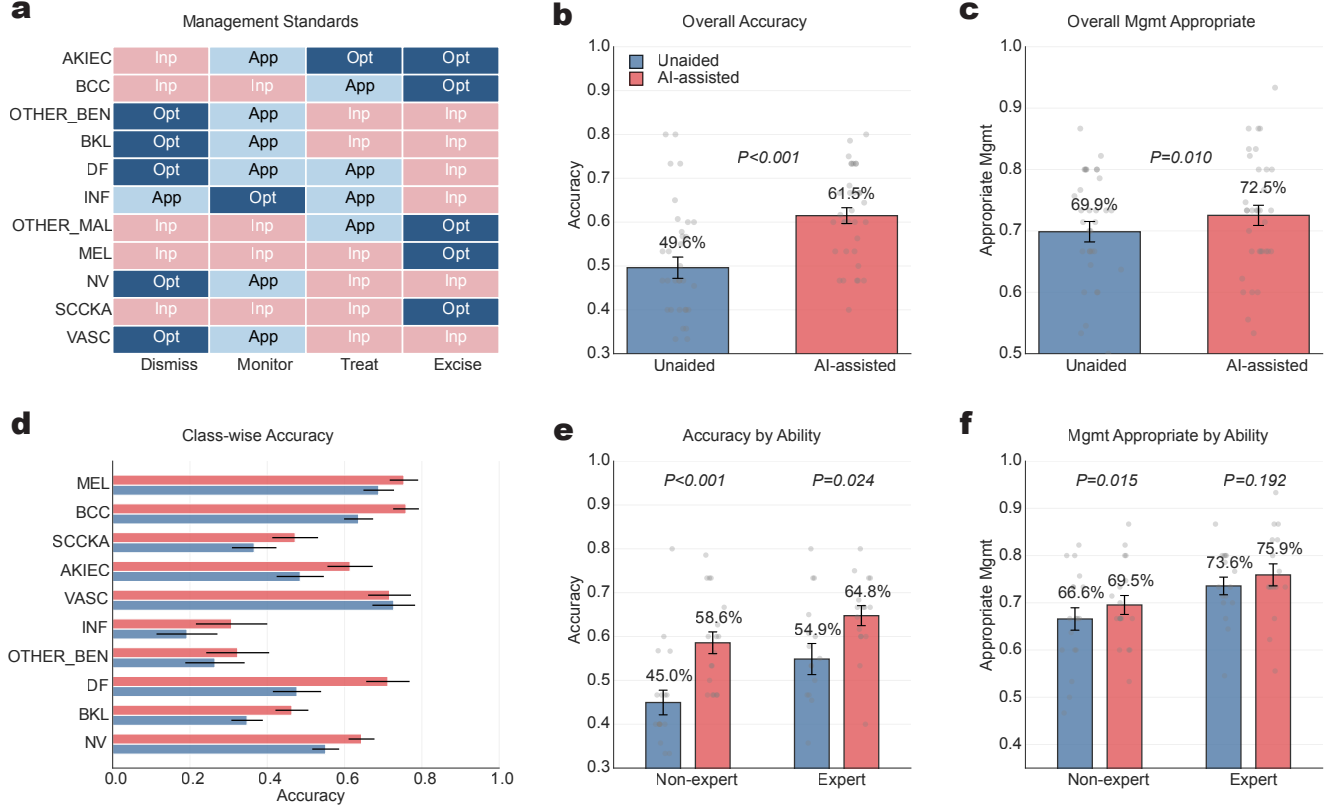 a
Management Standards
AKIEC Inp App Opt Opt
BCC Inp Inp App Opt
OTHER_BEN Opt App Inp Inp
BKL Opt App Inp Inp
DF Opt App App Inp
INF App Opt App Inp
OTHER_MAL Inp Inp App Opt
MEL Inp Inp Inp Opt
NV Opt App Inp Inp
SCCKA Inp Inp Inp Opt
VASC Opt App Inp Inp
Dismiss Monitor Treat Excise
b
Overall Accuracy
Unaided
AI-assisted
1.0
0.9
0.8
0.7
0.6
0.5
0.4
0.3
Accuracy
P<0.001
49.6%
61.5%
Unaided AI-assisted
c
Overall Mgmt Appropriate
1.0
0.9
0.8
0.7
0.6
0.5
Appropriate Mgmt
P=0.010
69.9%
72.5%
Unaided AI-assisted
d
Class-wise Accuracy
MEL
BCC
SCCKA
AKIEC
VASC
INF
OTHER_BEN
DF
BKL
NV
0.0 0.2 0.4 0.6 0.8 1.0
Accuracy
e
Accuracy by Ability
1.0
0.9
0.8
0.7
0.6
0.5
0.4
0.3
Accuracy
P<0.001 P=0.024
45.0%
58.6%
54.9%
64.8%
Non-expert Expert
f
Mgmt Appropriate by Ability
1.0
0.9
0.8
0.7
0.6
0.5
0.4
Appropriate Mgmt
P=0.015 P=0.192
66.6%
69.5%
73.6%
75.9%
Non-expert Expert